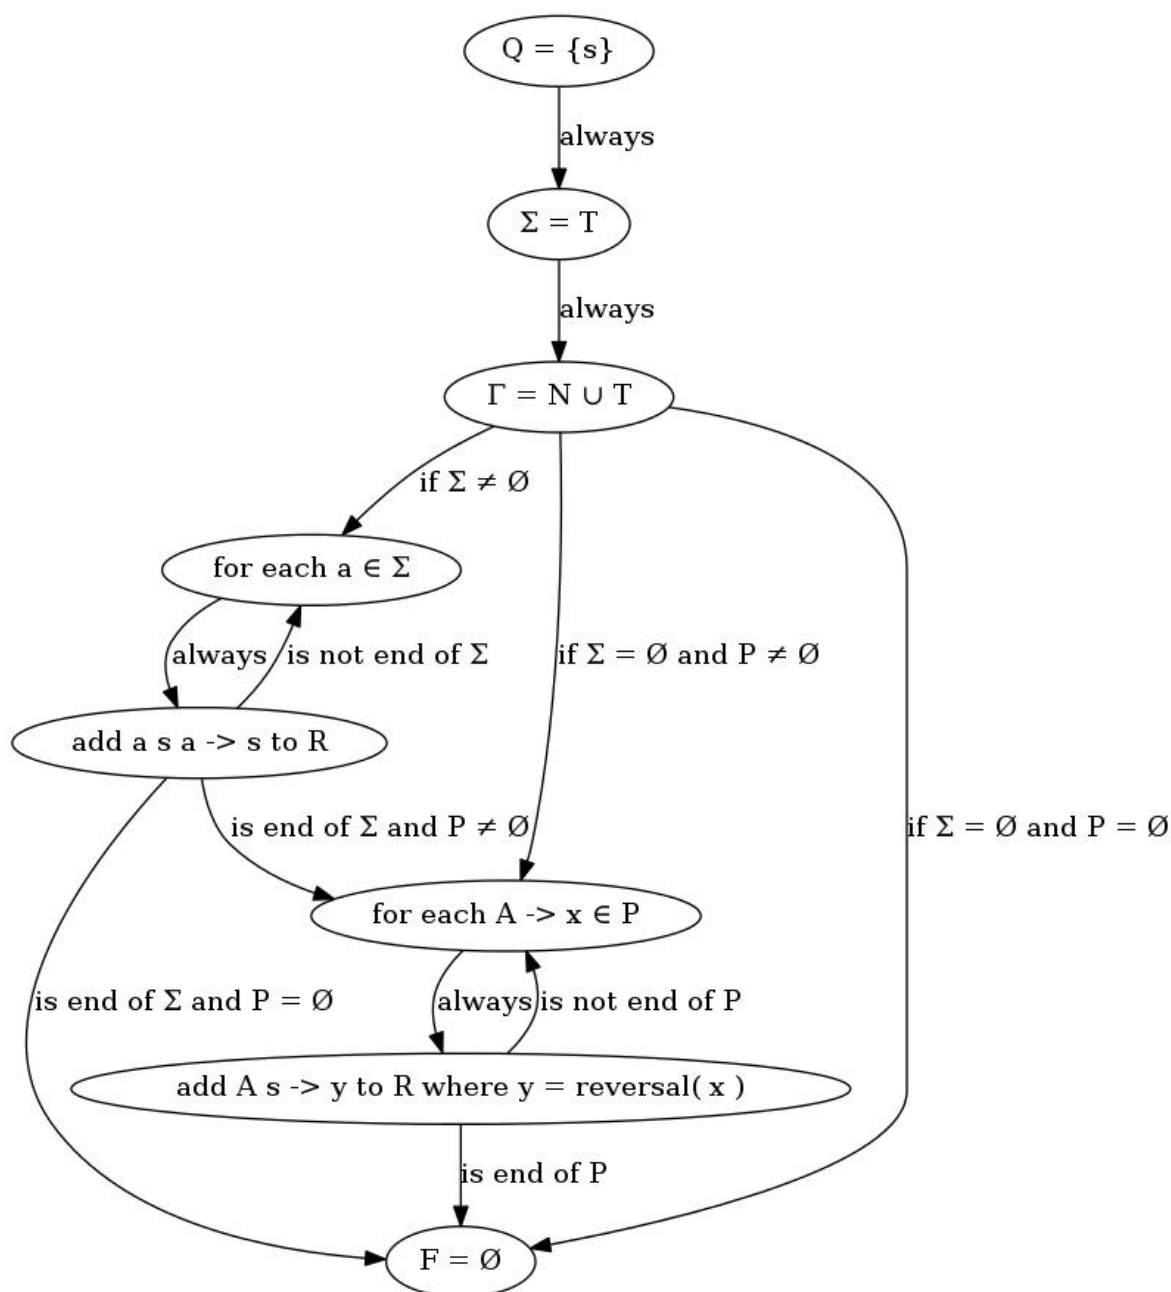 Q = {s}
always
Σ = T
always
Γ = N ∪ T
if Σ ≠ Ø
for each a ∈ Σ
always
is not end of Σ
if Σ = Ø and P ≠ Ø
add a s a -> s to R
is end of Σ and P ≠ Ø
if Σ = Ø and P = Ø
for each A -> x ∈ P
is end of Σ and P = Ø
always
is not end of P
add A s -> y to R where y = reversal( x )
is end of P
F = Ø